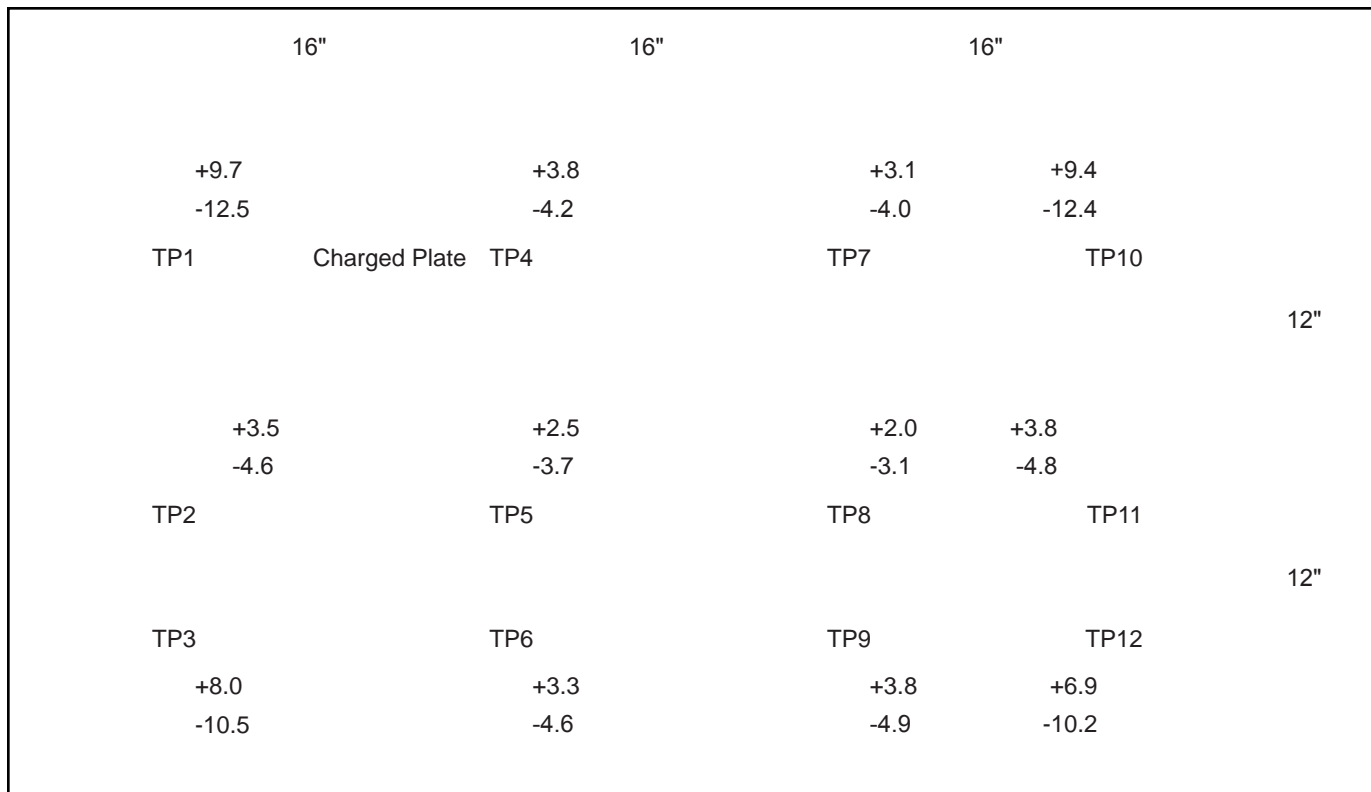 16" 16" 16"
+9.7 +3.8 +3.1 +9.4
-12.5 -4.2 -4.0 -12.4
TP1 Charged Plate TP4 TP7 TP10
12"
+3.5 +2.5 +2.0 +3.8
-4.6 -3.7 -3.1 -4.8
TP2 TP5 TP8 TP11
12"
TP3 TP6 TP9 TP12
+8.0 +3.3 +3.8 +6.9
-10.5 -4.6 -4.9 -10.2